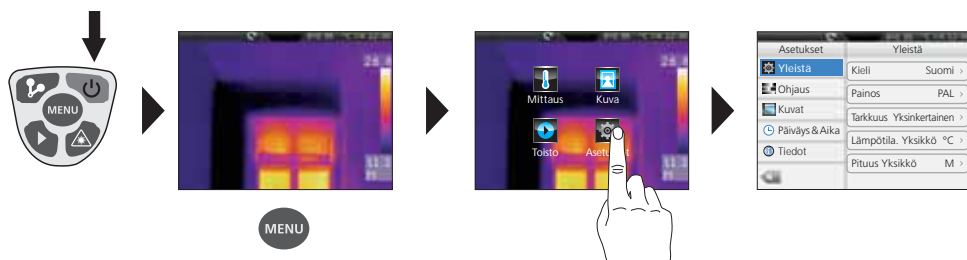 MENU
MENU
Mittaus
Kuva
Toisto
Asetukset
Yleistä
Yleistä
Kieli
Suomi
Ohjaus
Painos
PAL
Kuvat
Tarkkuus
Yksinkertainen
Päiväys & Aika
Lämpötila. Yksikkö
°C
Tiedot
Pituus Yksikkö
M